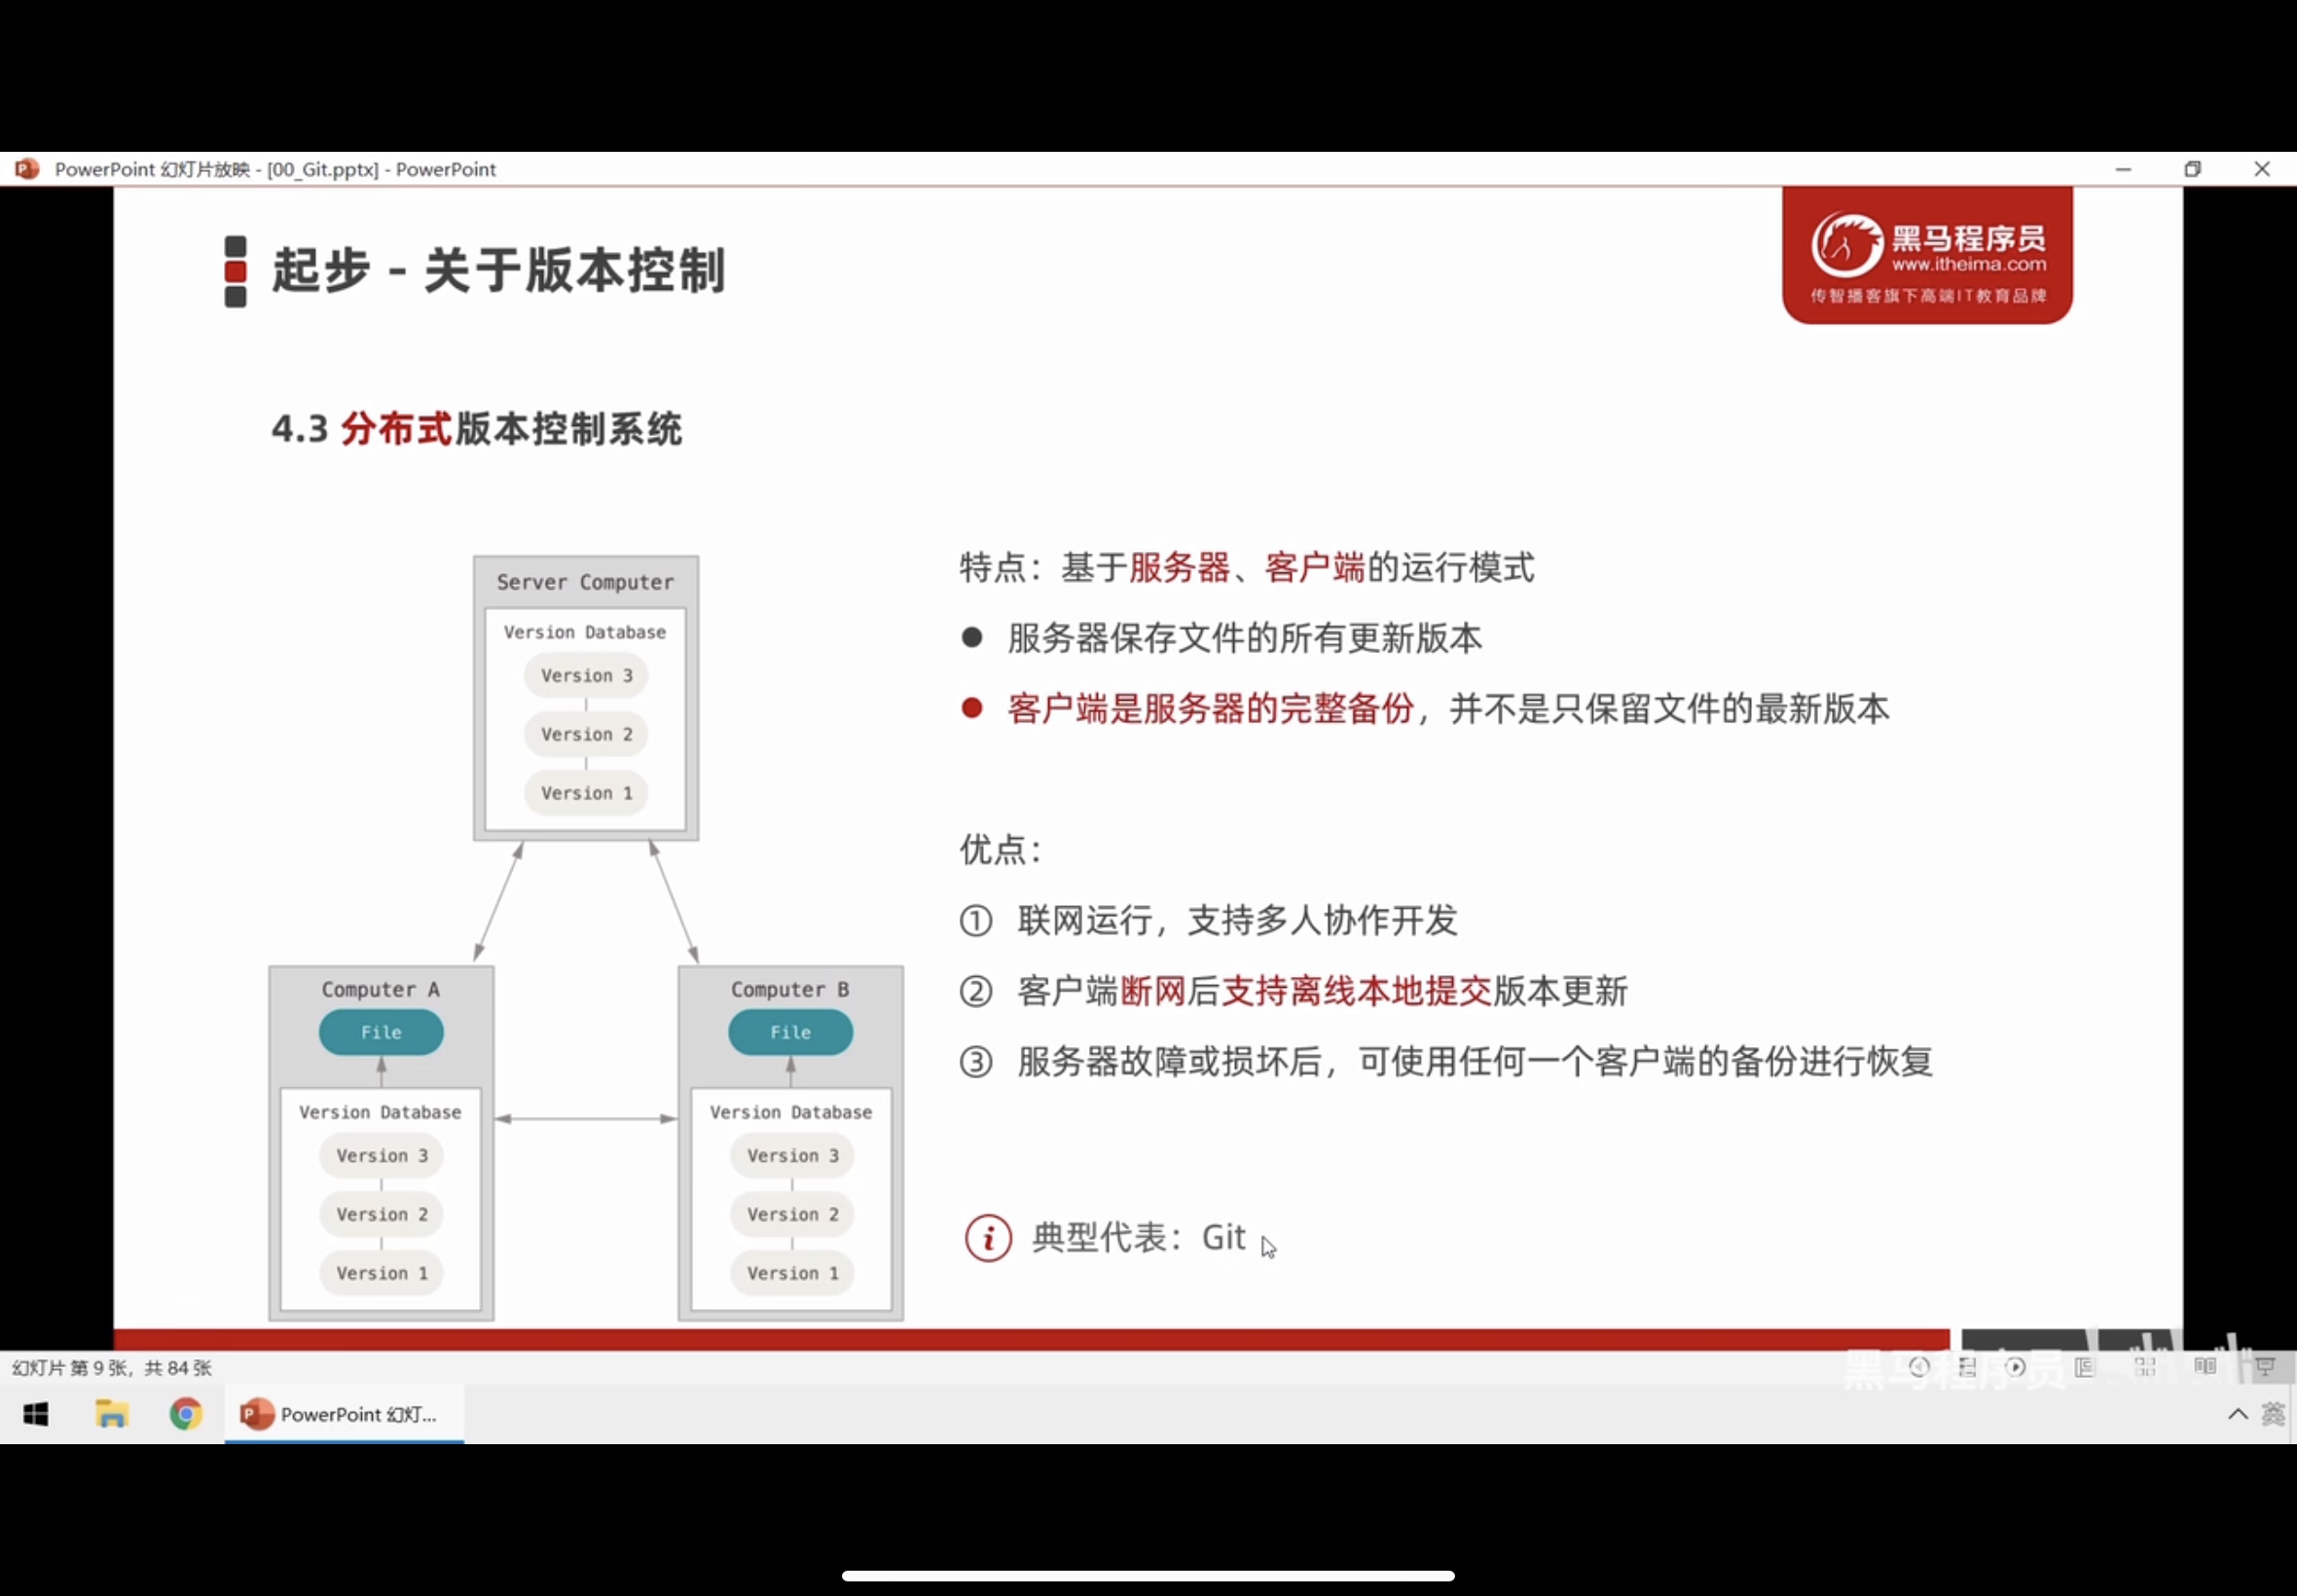 PowerPoint 幻灯片放映 - [00_Git.pptx] - PowerPoint
起步 - 关于版本控制
黑马程序员
www.itheima.com
传智播客旗下高端IT教育品牌
4.3 分布式版本控制系统
Server Computer
Version Database
Version 3
Version 2
Version 1
Computer A
File
Version Database
Version 3
Version 2
Version 1
Computer B
File
Version Database
Version 3
Version 2
Version 1
特点：基于服务器、客户端的运行模式
● 服务器保存文件的所有更新版本
● 客户端是服务器的完整备份，并不是只保留文件的最新版本
优点：
① 联网运行，支持多人协作开发
② 客户端断网后支持离线本地提交版本更新
③ 服务器故障或损坏后，可使用任何一个客户端的备份进行恢复
i 典型代表：Git
幻灯片 第 9 张，共 84 张
黑马程序员
PowerPoint 幻灯...
英